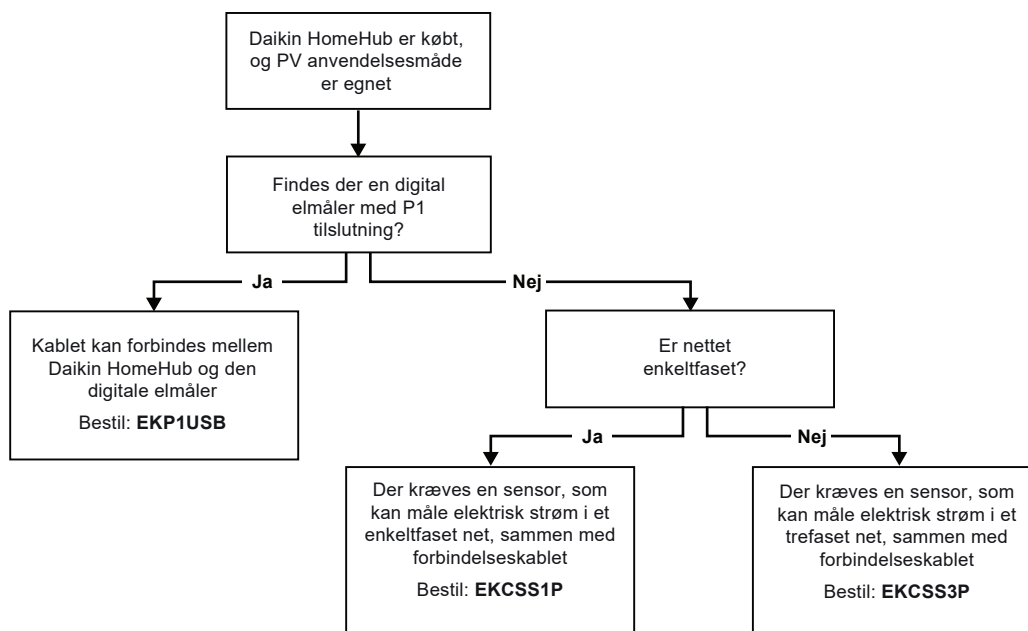 Daikin HomeHub er købt,
og PV anvendelsesmåde
er egnet
Findes der en digital
elmåler med P1
tilslutning?
Ja
Nej
Kablet kan forbindes mellem
Daikin HomeHub og den
digitale elmåler
Bestil: EKP1USB
Er nettet
enkeltfaset?
Ja
Nej
Der kræves en sensor, som
kan måle elektrisk strøm i et
enkeltfaset net, sammen med
forbindelseskablet
Bestil: EKCSS1P
Der kræves en sensor, som
kan måle elektrisk strøm i et
trefaset net, sammen med
forbindelseskablet
Bestil: EKCSS3P